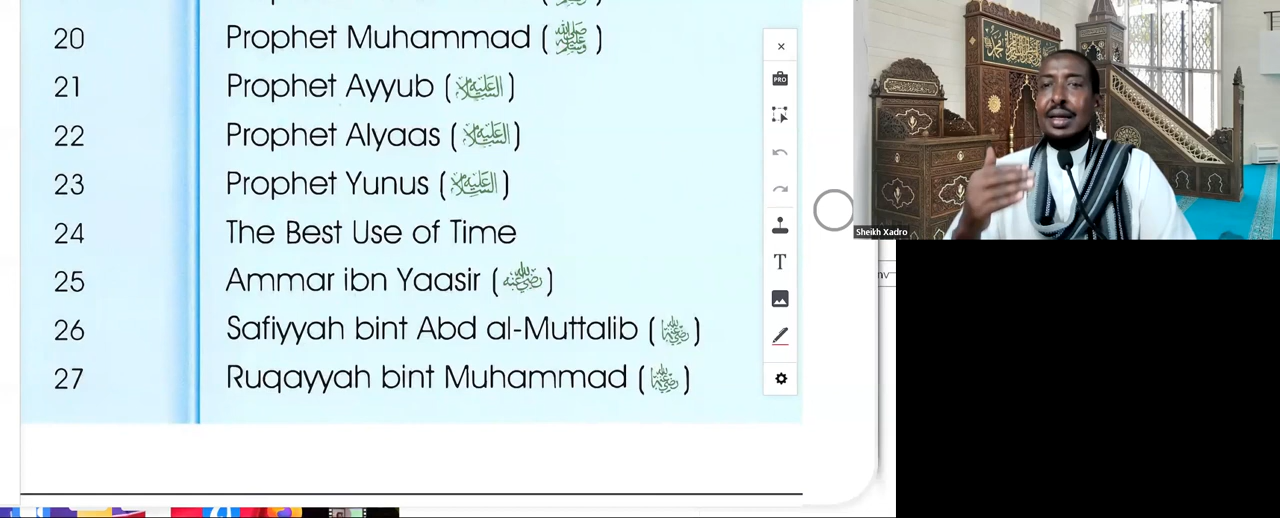 20 Prophet Muhammad (ﷺ)
21 Prophet Ayyub (عليه السلام)
22 Prophet Alyaas (عليه السلام)
23 Prophet Yunus (عليه السلام)
24 The Best Use of Time
25 Ammar ibn Yaasir (رضي الله عنه)
26 Safiyyah bint Abd al-Muttalib (رضي الله عنها)
27 Ruqayyah bint Muhammad (رضي الله عنها)
PRO
T
Sheikh Xadro